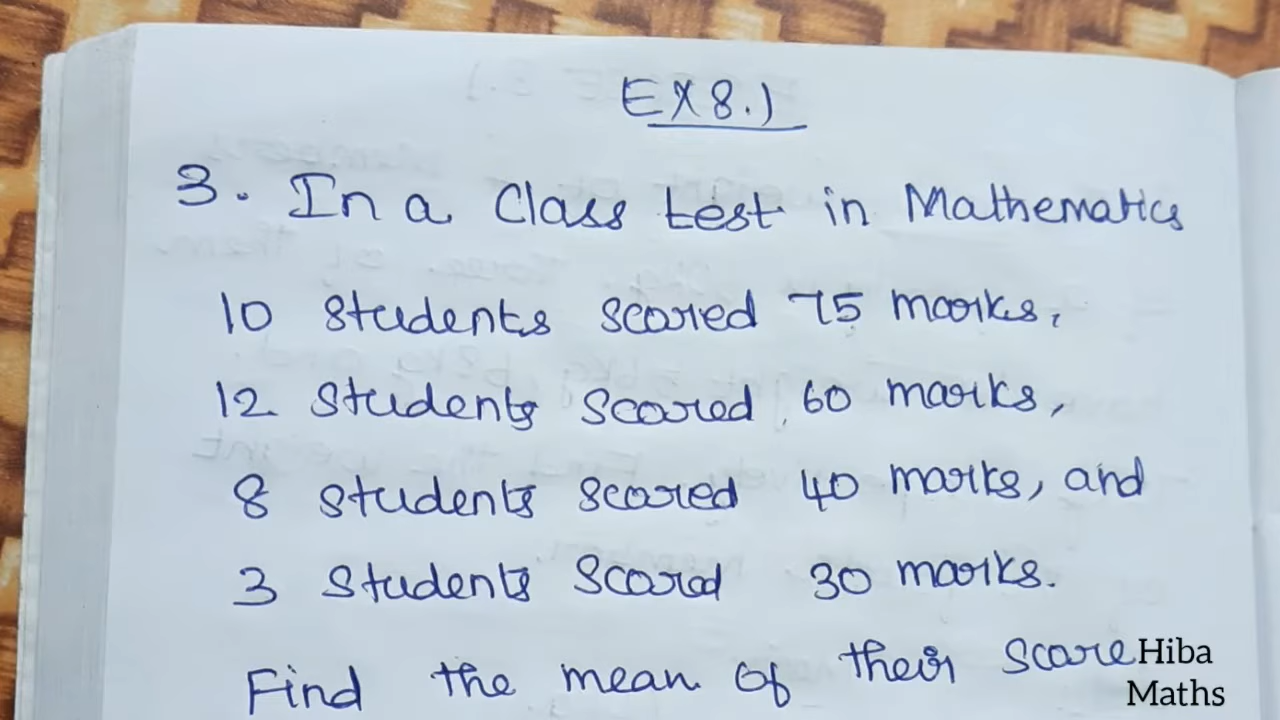 EX 8.1
3. In a Class test in Mathematics
10 students scored 75 marks,
12 students scored 60 marks,
8 students scored 40 marks, and
3 students scored 30 marks.
Find the mean of their score
Hiba
Maths